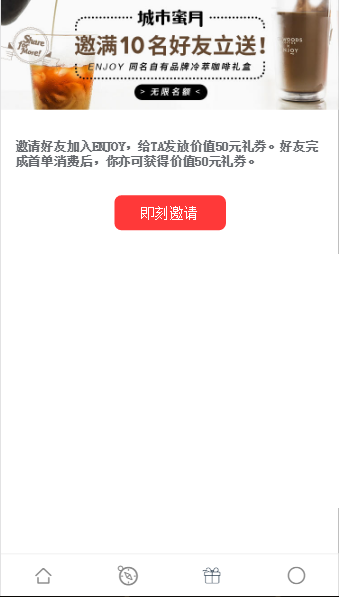 城市蜜月
Share
More!
邀满10名好友立送!
ENJOY 同名自有品牌冷萃咖啡礼盒
> 无限名额 >
邀请好友加入ENJOY，给TA发放价值50元礼券。好友完
成首单消费后，你亦可获得价值50元礼券。
即刻邀请